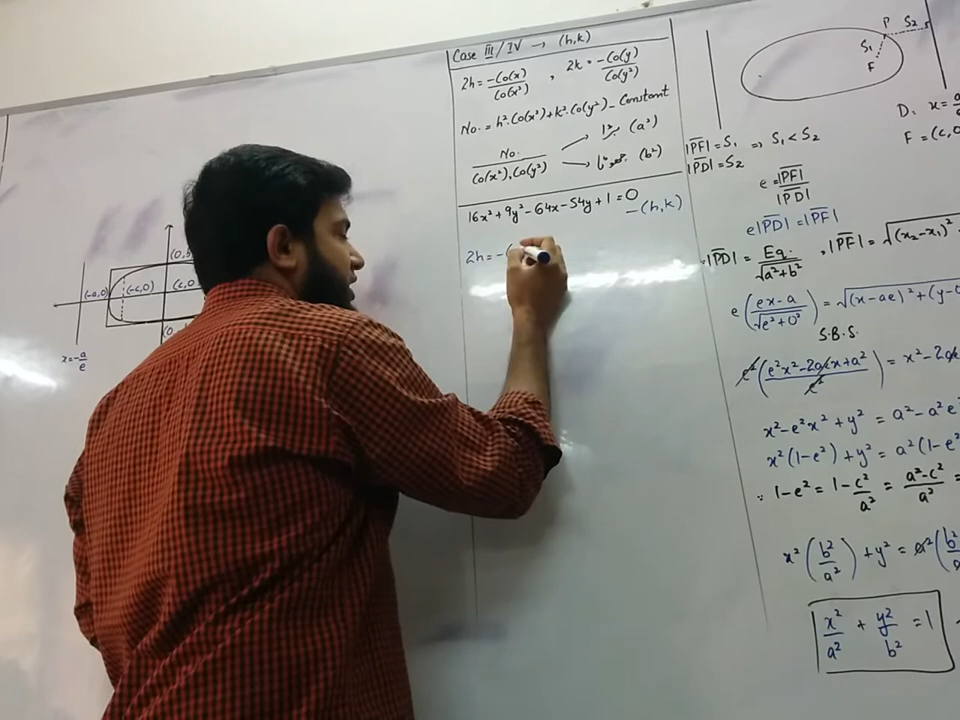 (0,b
(-a,0)
(-c,0)
(c,0
(0,-
x=-a/e
Case III/IV → (h,k)
2h = -Co(x)/Co(x²) , 2k = -Co(y)/Co(y²)
No. = h².Co(x²)+k².Co(y²) - Constant
No./Co(x²),Co(y²)
(a²)
(b²)
16x²+9y²-64x-54y+1=0
-(h,k)
2h = -(
P S₂
S₁
F
D: x =
F = (c,0
|PF| = S₁ ⇒ S₁ < S₂
|PD| = S₂
e = |PF|/|PD|
e|PD| = |PF|
|PD| = Eq./√(a²+b²) , |PF| = √((x₂-x₁)²
e((ex-a)/√(e²+0²)) = √((x-ae)²+(y-0
S.B.S.
e²((e²x²-2aex+a²)/e²) = x²-2ae
x²-e²x²+y² = a²-a²e
x²(1-e²)+y² = a²(1-e
∵ 1-e² = 1-c²/a² = (a²-c²)/a² =
x²(b²/a²)+y² = a²(b²
x²/a² + y²/b² = 1